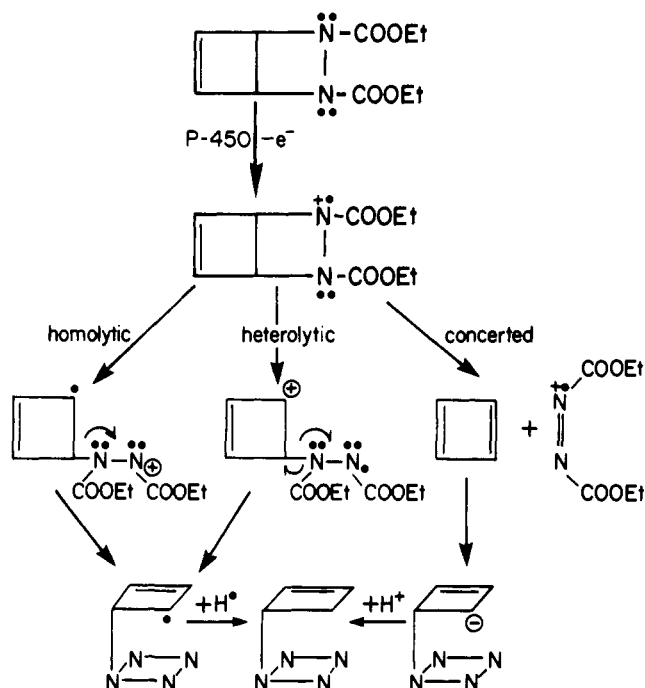 N-COOEt
N-COOEt
P-450 -e⁻
N-COOEt
N-COOEt
homolytic
heterolytic
concerted
N-N
COOEt COOEt
N-N
COOEt COOEt
+
COOEt
N
N
COOEt
+H•
+H⁺
N N
N N
N N
N N
N N
N N